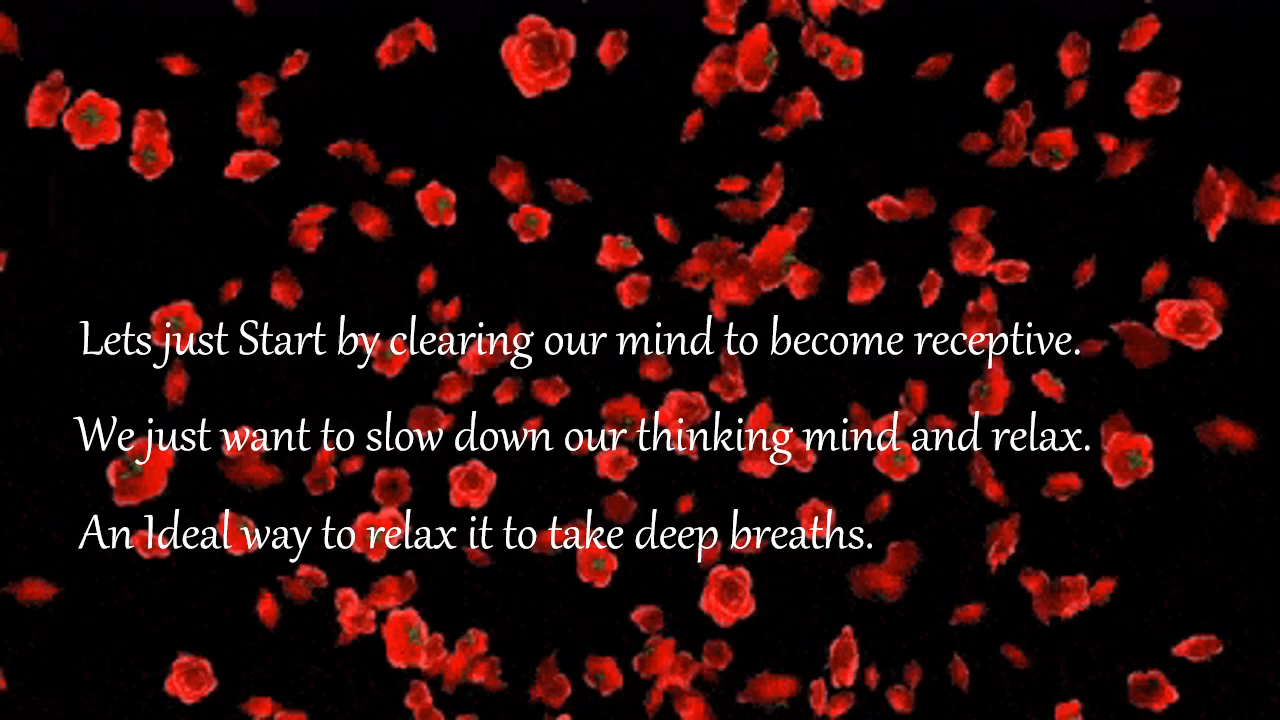 Lets just Start by clearing our mind to become receptive.
We just want to slow down our thinking mind and relax.
An Ideal way to relax it to take deep breaths.